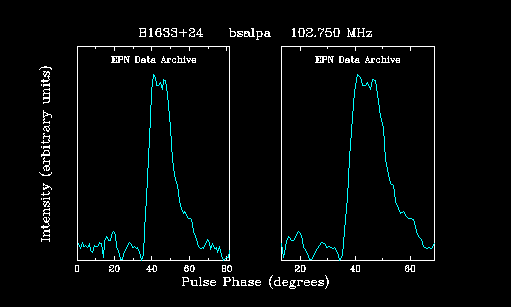 B1633+24 bsalpa 102.750 MHz
EPN Data Archive EPN Data Archive
Intensity (arbitrary units)
0 20 40 60 80 20 40 60
Pulse Phase (degrees)